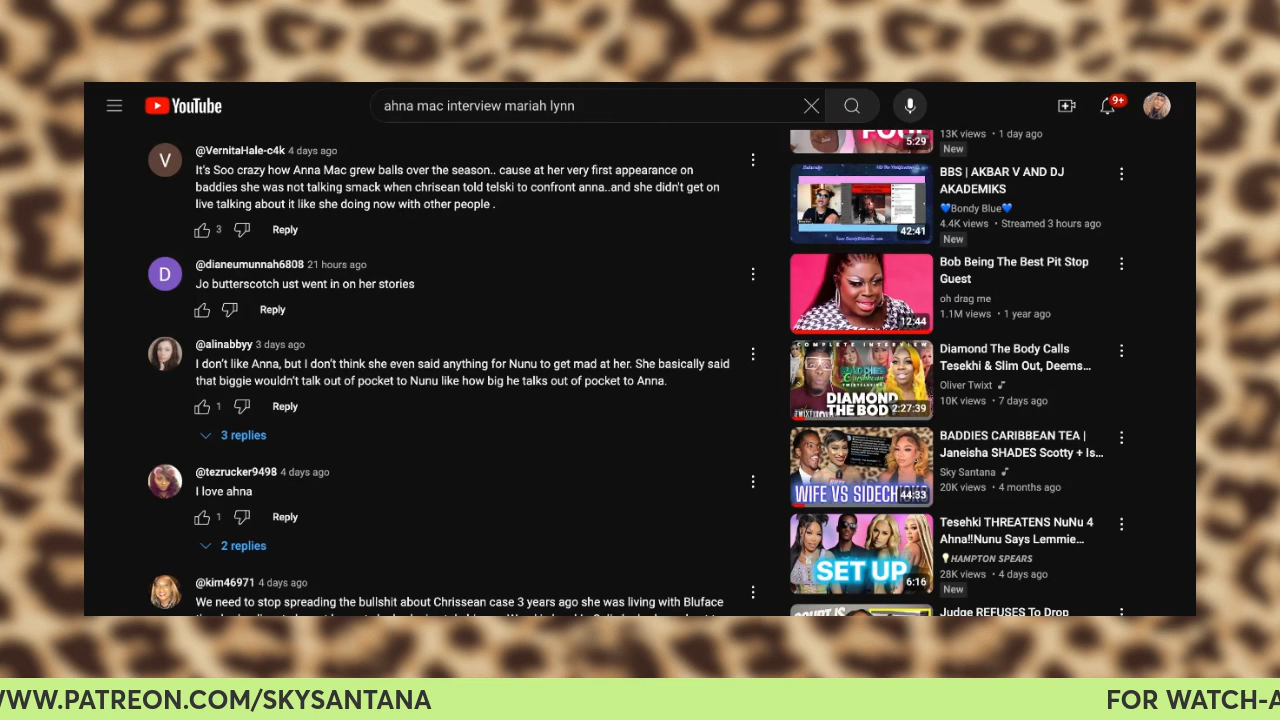 YouTube
ahna mac interview mariah lynn
9+
V
@VernitaHale-c4k 4 days ago
It's Soo crazy how Anna Mac grew balls over the season.. cause at her very first appearance on
baddies she was not talking smack when chrisean told telski to confront anna..and she didn't get on
live talking about it like she doing now with other people .
3
Reply
D
@dianeumunnah6808 21 hours ago
Jo butterscotch ust went in on her stories
Reply
@alinabbyy 3 days ago
I don't like Anna, but I don't think she even said anything for Nunu to get mad at her. She basically said
that biggie wouldn't talk out of pocket to Nunu like how big he talks out of pocket to Anna.
1
Reply
3 replies
@tezrucker9498 4 days ago
I love ahna
1
Reply
2 replies
@kim46971 4 days ago
We need to stop spreading the bullshit about Chrissean case 3 years ago she was living with Blueface
5:29
13K views • 1 day ago
New
42:41
BBS | AKBAR V AND DJ
AKADEMIKS
💙Bondy Blue💙
4.4K views • Streamed 3 hours ago
New
12:44
Bob Being The Best Pit Stop
Guest
oh drag me
1.1M views • 1 year ago
COMPLETE INTERVIEW
DIAMOND
THE BOD
2:27:39
Diamond The Body Calls
Tesekhi & Slim Out, Deems...
Oliver Twixt
10K views • 7 days ago
WIFE VS SIDECH
44:33
BADDIES CARIBBEAN TEA |
Janeisha SHADES Scotty + Is...
Sky Santana
20K views • 4 months ago
SET UP
6:16
Tesehki THREATENS NuNu 4
Ahna‼Nunu Says Lemmie...
💡HAMPTON SPEARS
28K views • 4 days ago
New
Judge REFUSES To Drop
WWW.PATREON.COM/SKYSANTANA
FOR WATCH-A